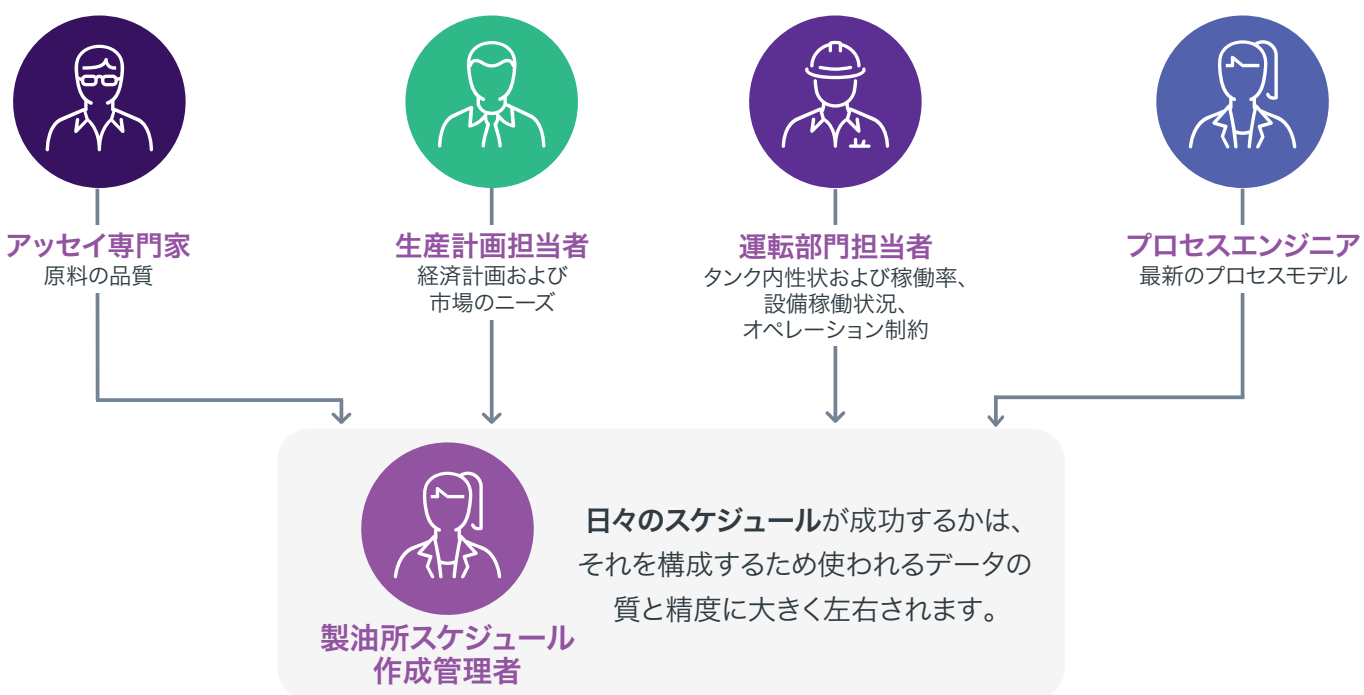 アッセイ専門家
原料の品質
生産計画担当者
経済計画および
市場のニーズ
運転部門担当者
タンク内性状および稼働率、
設備稼働状況、
オペレーション制約
プロセスエンジニア
最新のプロセスモデル
製油所スケジュール
作成管理者
日々のスケジュールが成功するかは、
それを構成するため使われるデータの
質と精度に大きく左右されます。